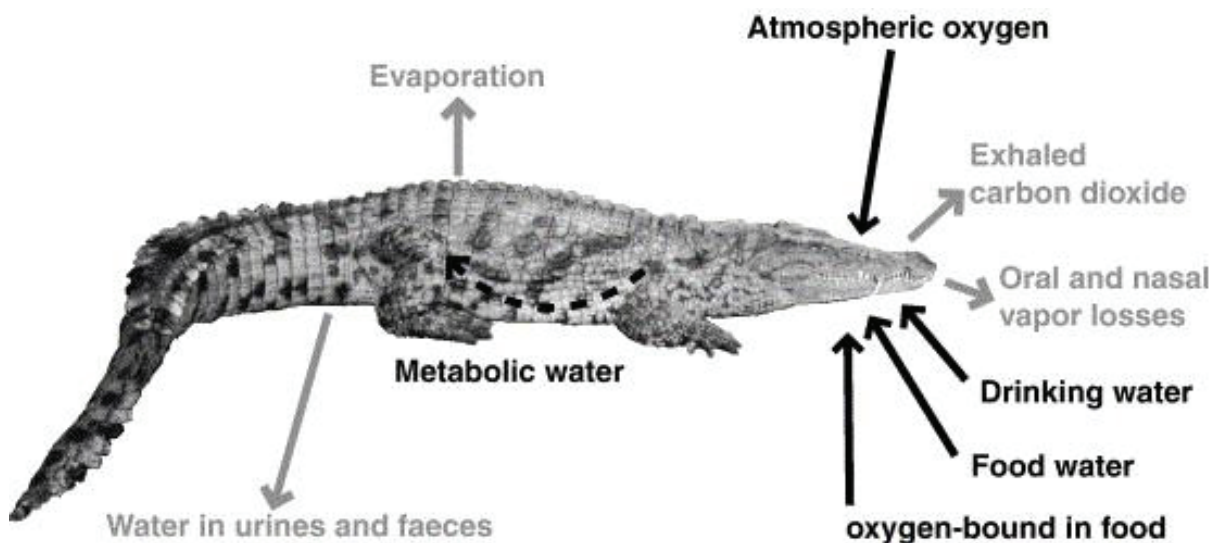 Atmospheric oxygen
Evaporation
Exhaled
carbon dioxide
Oral and nasal
vapor losses
Metabolic water
Drinking water
Food water
Water in urines and faeces
oxygen-bound in food